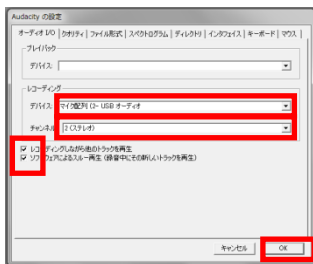 Audacity の設定
オーディオ I/O | クオリティ | ファイル形式 | スペクトログラム | ディレクトリ | インタフェイス | キーボード | マウス |
プレイバック
デバイス:
レコーディング
デバイス: マイク配列 (2- USB オーディオ
チャンネル: 2 (ステレオ)
レコーディングしながら他のトラックを再生
ソフトウェアによるスルー再生 (録音中にその新しいトラックを再生)
キャンセル OK